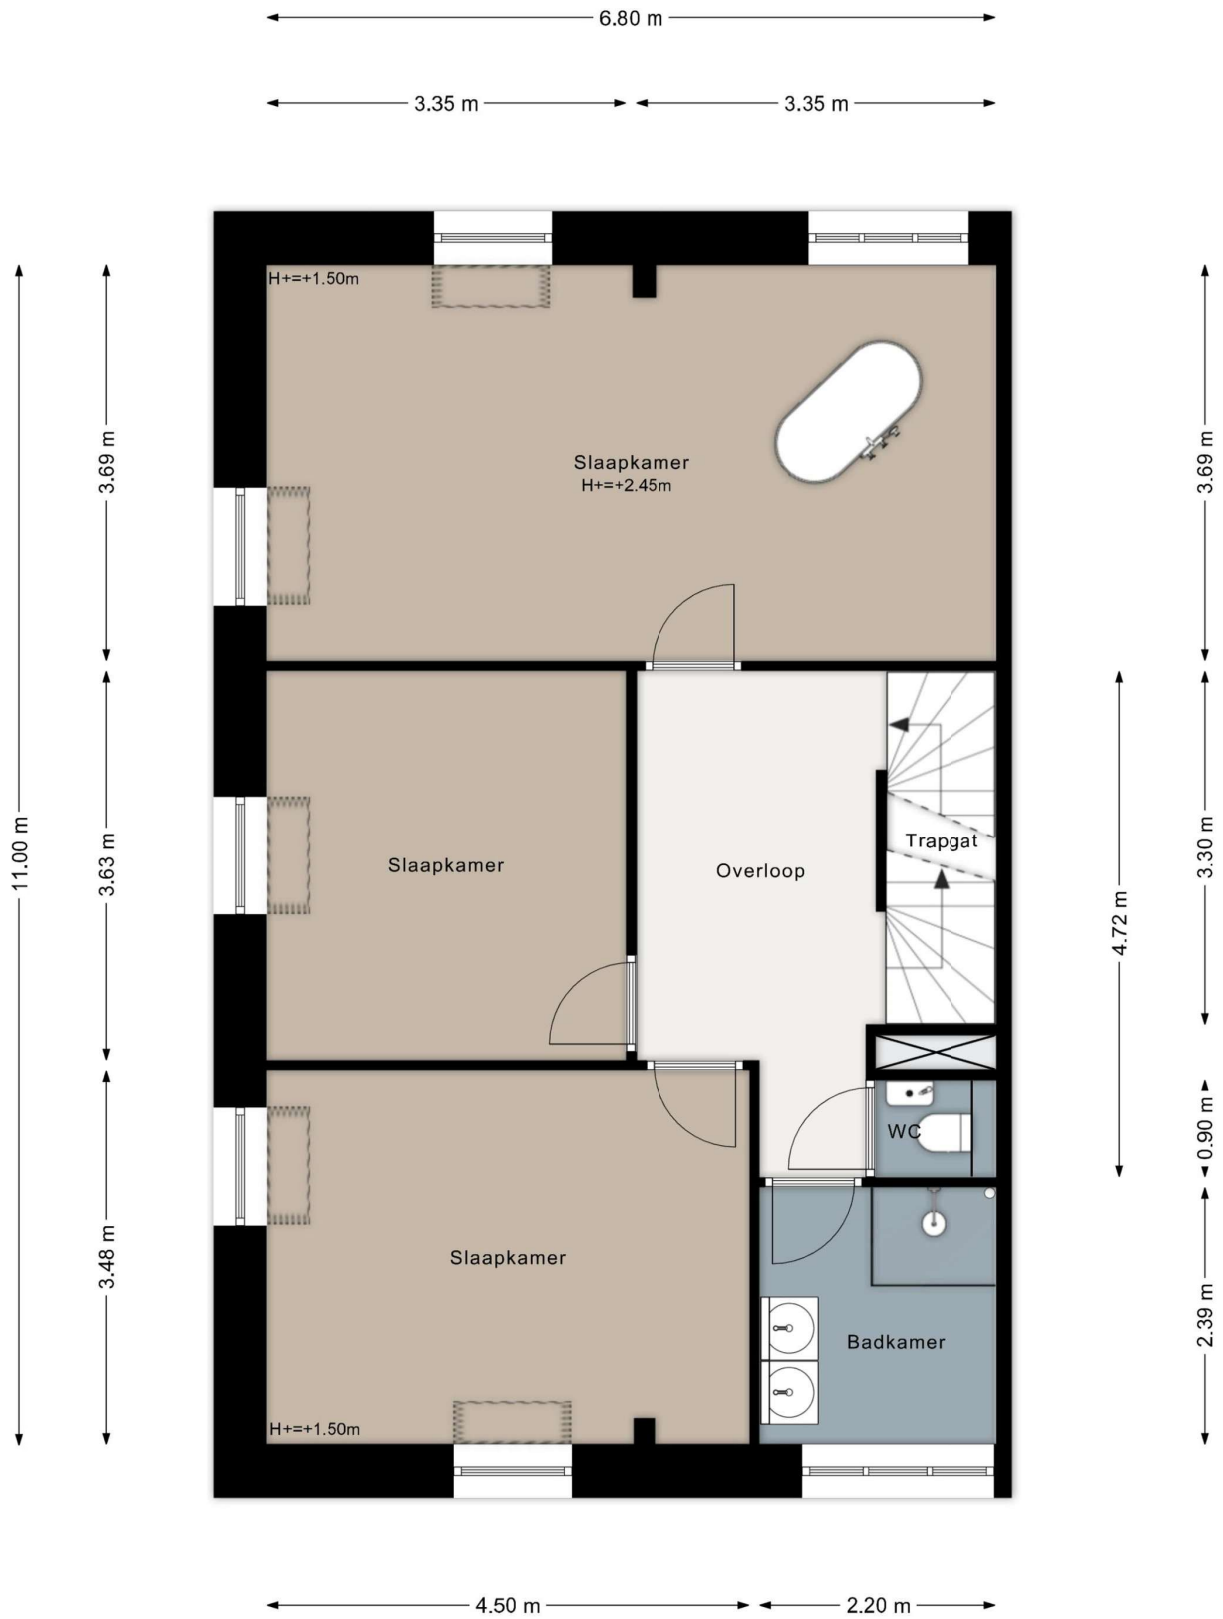 6.80 m
3.35 m
3.35 m
H+=+1.50m
3.69 m
3.69 m
Slaapkamer
H+=+2.45m
11.00 m
3.63 m
Slaapkamer
Overloop
Trapgat
3.30 m
4.72 m
WC
0.90 m
3.48 m
Slaapkamer
Badkamer
2.39 m
H+=+1.50m
4.50 m
2.20 m